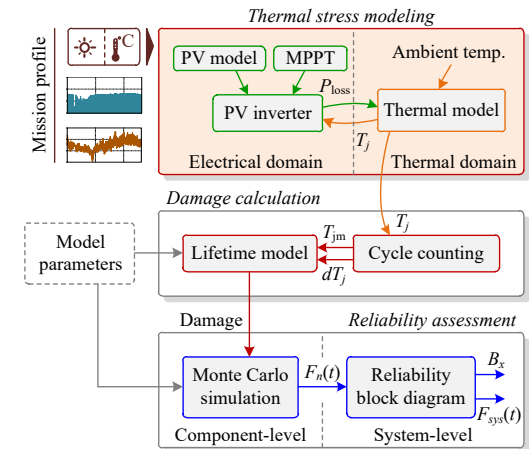 Thermal stress modeling
Mission profile
°C
PV model
MPPT
Ambient temp.
P_loss
PV inverter
Thermal model
T_j
Electrical domain
Thermal domain
Damage calculation
T_j
Model
parameters
Lifetime model
T_jm
dT_j
Cycle counting
Damage
Reliability assessment
Monte Carlo
simulation
F_n(t)
Reliability
block diagram
B_x
F_sys(t)
Component-level
System-level